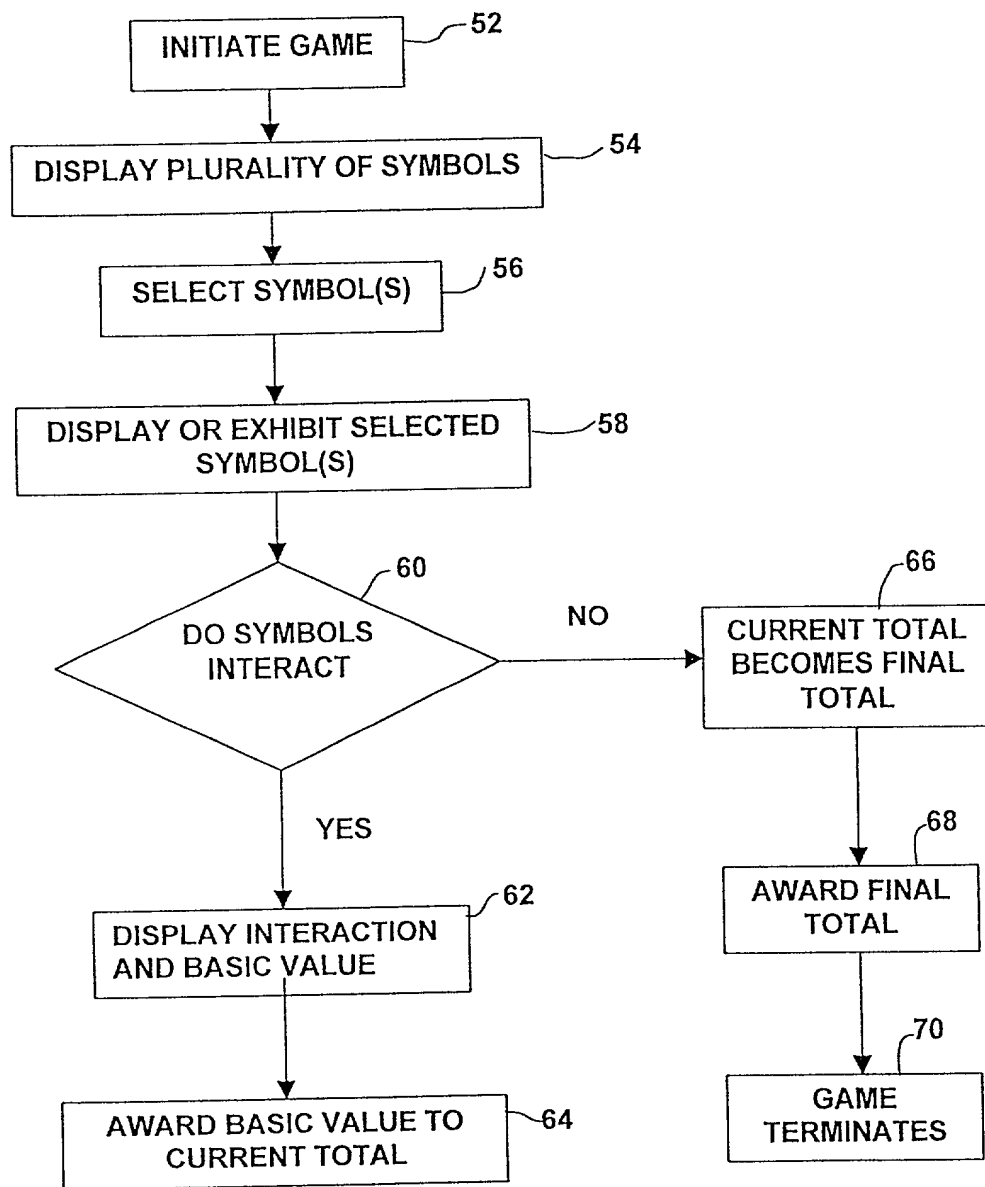 INITIATE GAME
52
DISPLAY PLURALITY OF SYMBOLS
54
SELECT SYMBOL(S)
56
DISPLAY OR EXHIBIT SELECTED
SYMBOL(S)
58
DO SYMBOLS
INTERACT
60
NO
CURRENT TOTAL
BECOMES FINAL
TOTAL
66
YES
AWARD FINAL
TOTAL
68
DISPLAY INTERACTION
AND BASIC VALUE
62
GAME
TERMINATES
70
AWARD BASIC VALUE TO
CURRENT TOTAL
64